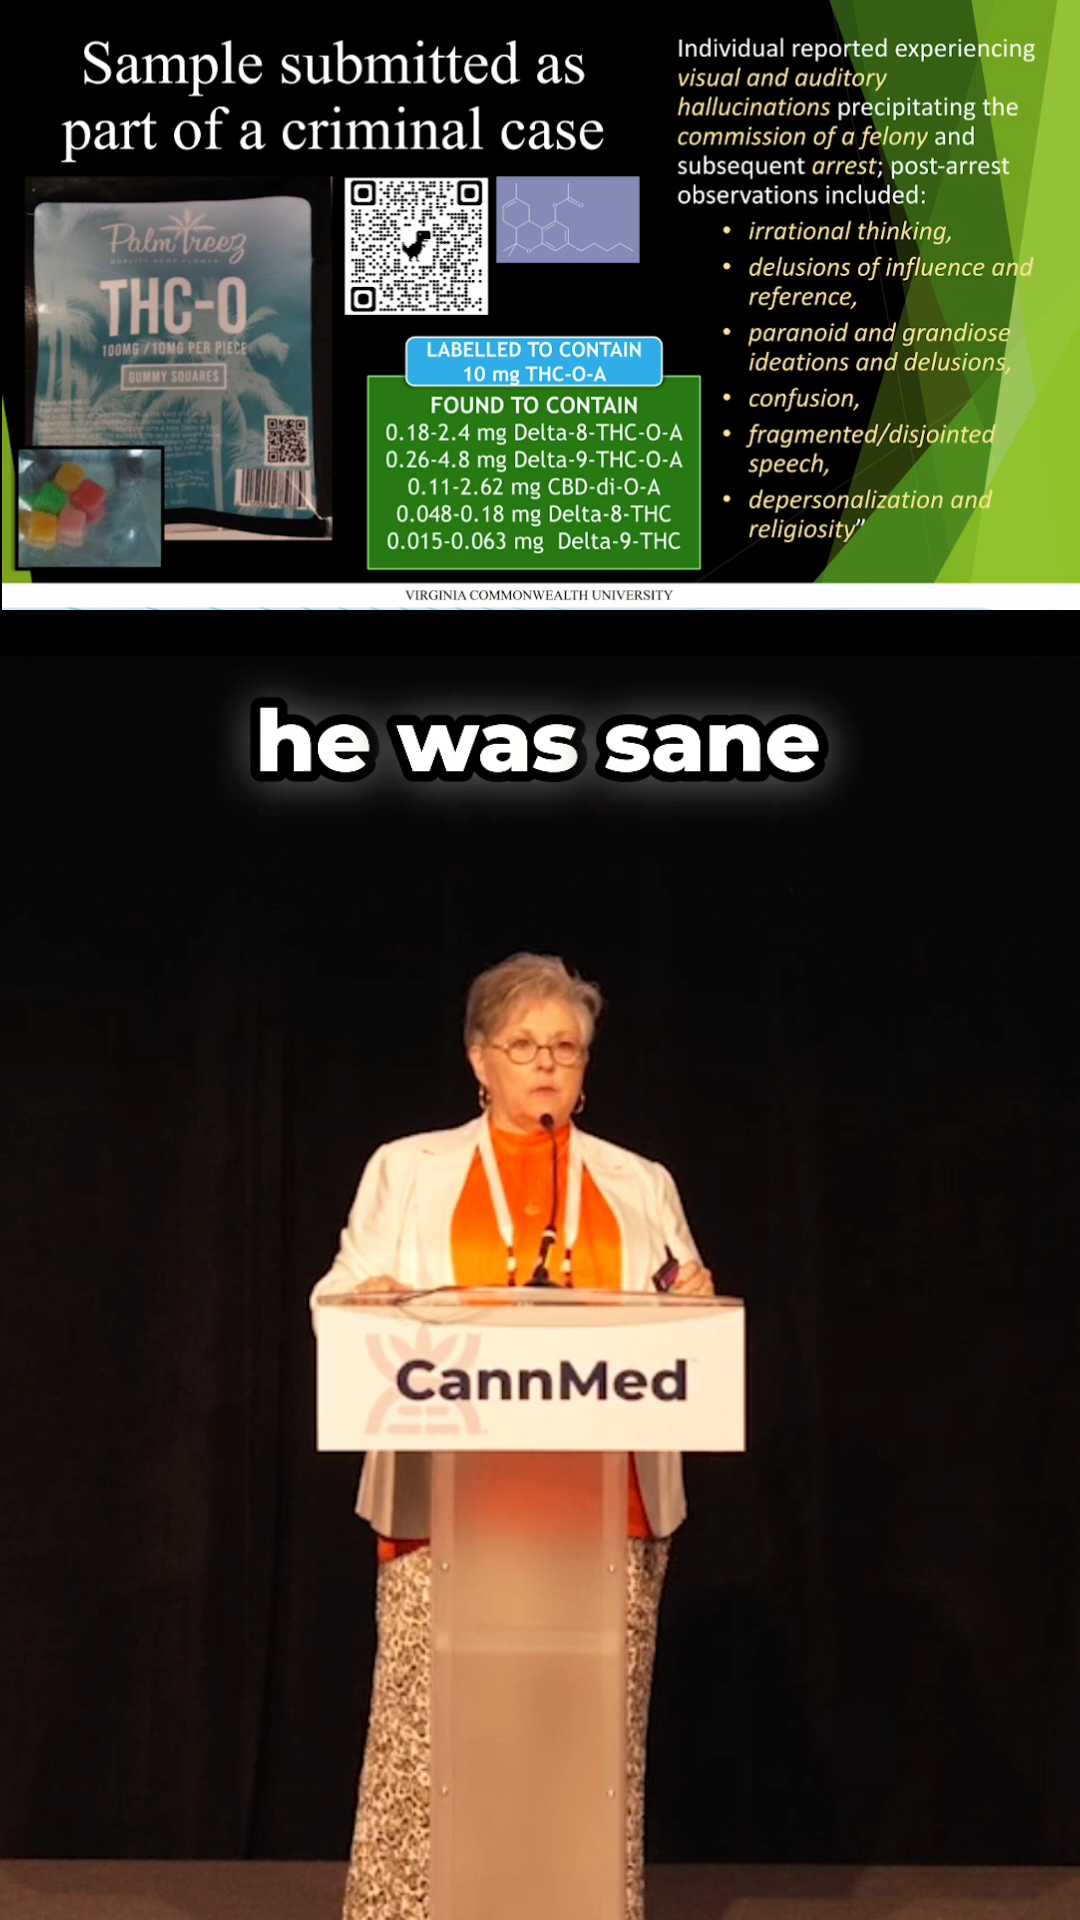 Sample submitted as
part of a criminal case
Palm Treez
QUALITY HEMP FLOWER
THC-O
100MG / 10MG PER PIECE
GUMMY SQUARES
LABELLED TO CONTAIN
10 mg THC-O-A
FOUND TO CONTAIN
0.18-2.4 mg Delta-8-THC-O-A
0.26-4.8 mg Delta-9-THC-O-A
0.11-2.62 mg CBD-di-O-A
0.048-0.18 mg Delta-8-THC
0.015-0.063 mg Delta-9-THC
Individual reported experiencing
visual and auditory
hallucinations precipitating the
commission of a felony and
subsequent arrest; post-arrest
observations included:
• irrational thinking,
• delusions of influence and
reference,
• paranoid and grandiose
ideations and delusions,
• confusion,
• fragmented/disjointed
speech,
• depersonalization and
religiosity”
VIRGINIA COMMONWEALTH UNIVERSITY
he was sane
CannMed